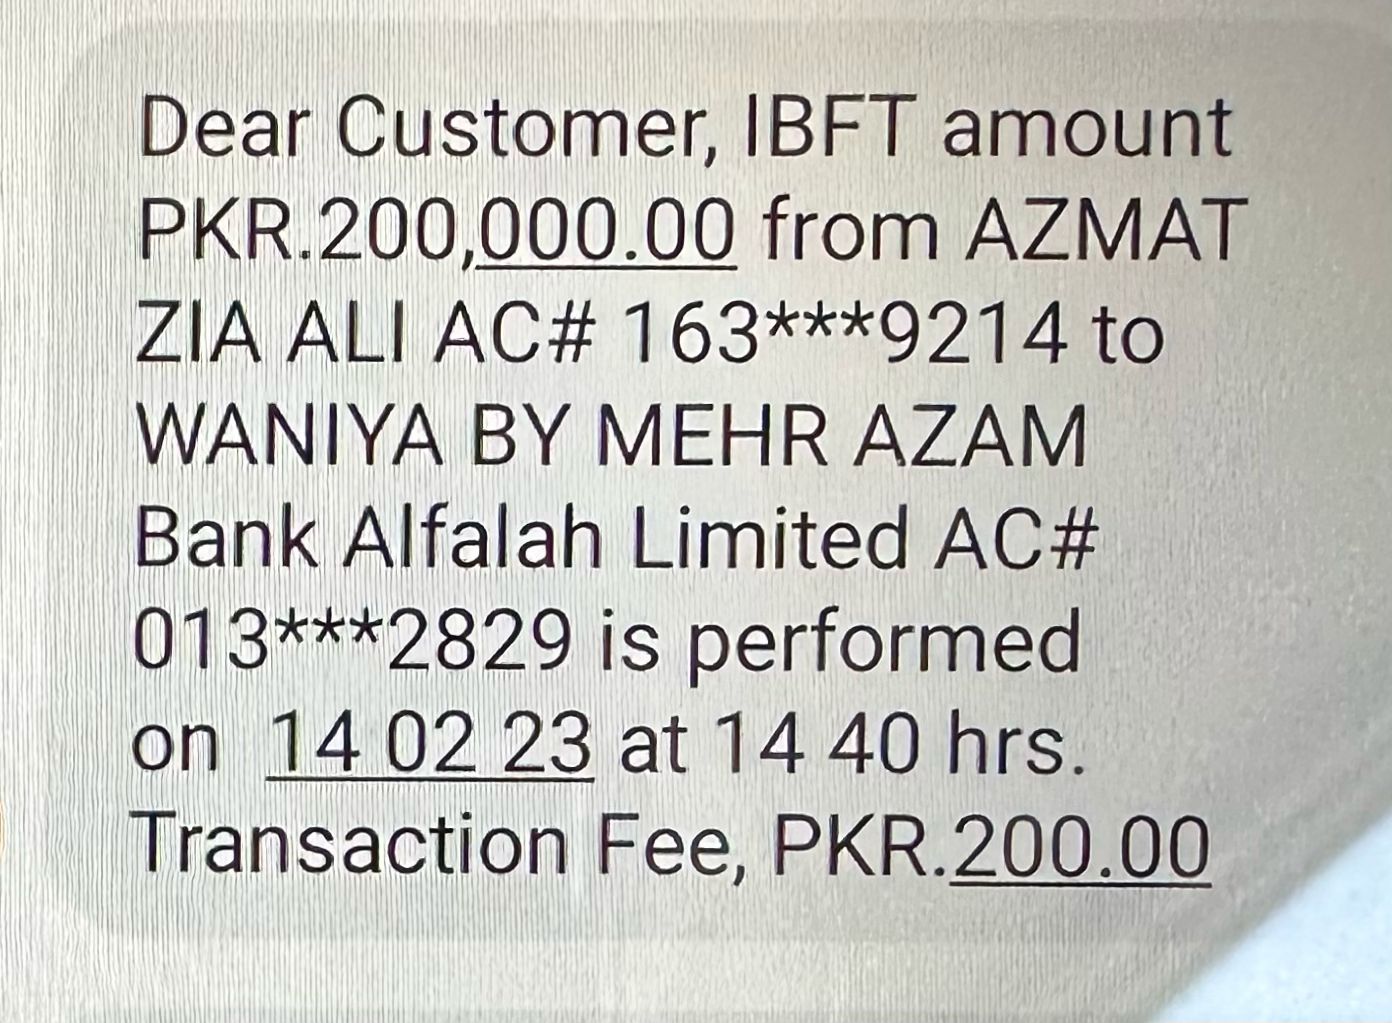 Dear Customer, IBFT amount
PKR.200,000.00 from AZMAT
ZIA ALI AC# 163***9214 to
WANIYA BY MEHR AZAM
Bank Alfalah Limited AC#
013***2829 is performed
on  14 02 23 at 14 40 hrs.
Transaction Fee, PKR.200.00